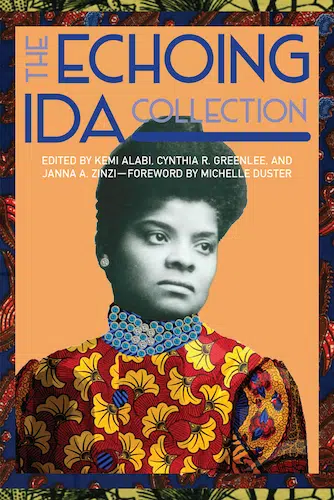 THE ECHOING
IDA COLLECTION
EDITED BY KEMI ALABI, CYNTHIA R. GREENLEE, AND
JANNA A. ZINZI—FOREWORD BY MICHELLE DUSTER